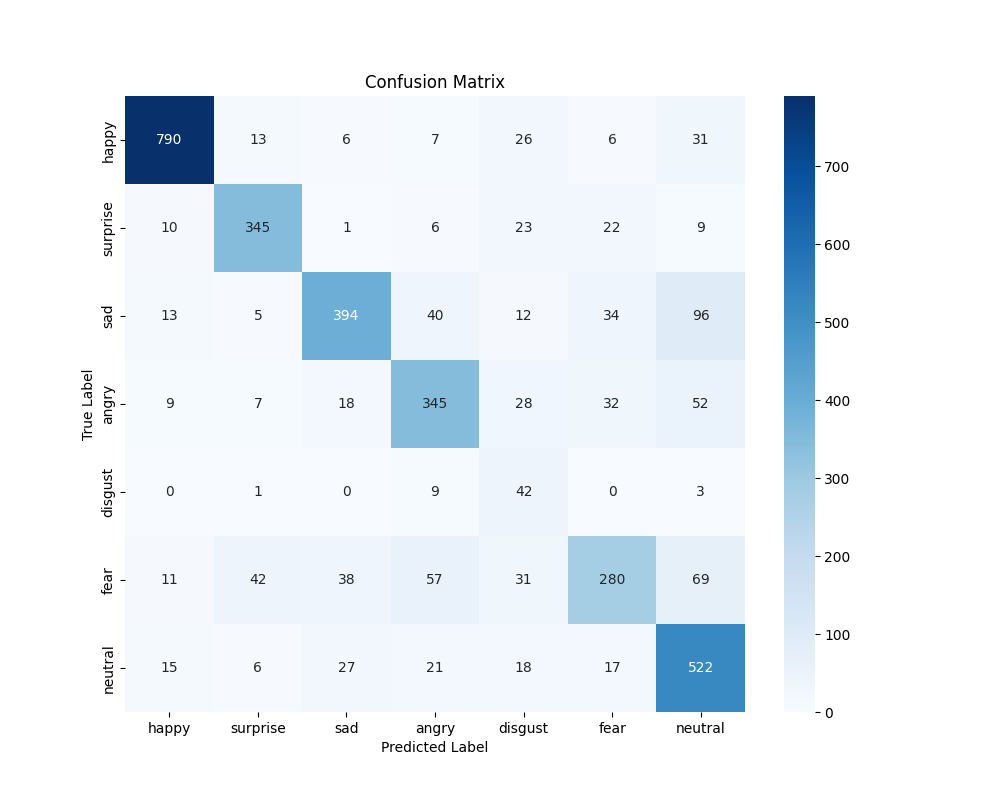 Confusion Matrix
happy 790 13 6 7 26 6 31
surprise 10 345 1 6 23 22 9
sad 13 5 394 40 12 34 96
angry 9 7 18 345 28 32 52
disgust 0 1 0 9 42 0 3
fear 11 42 38 57 31 280 69
neutral 15 6 27 21 18 17 522
happy surprise sad angry disgust fear neutral
Predicted Label
True Label
700
600
500
400
300
200
100
0